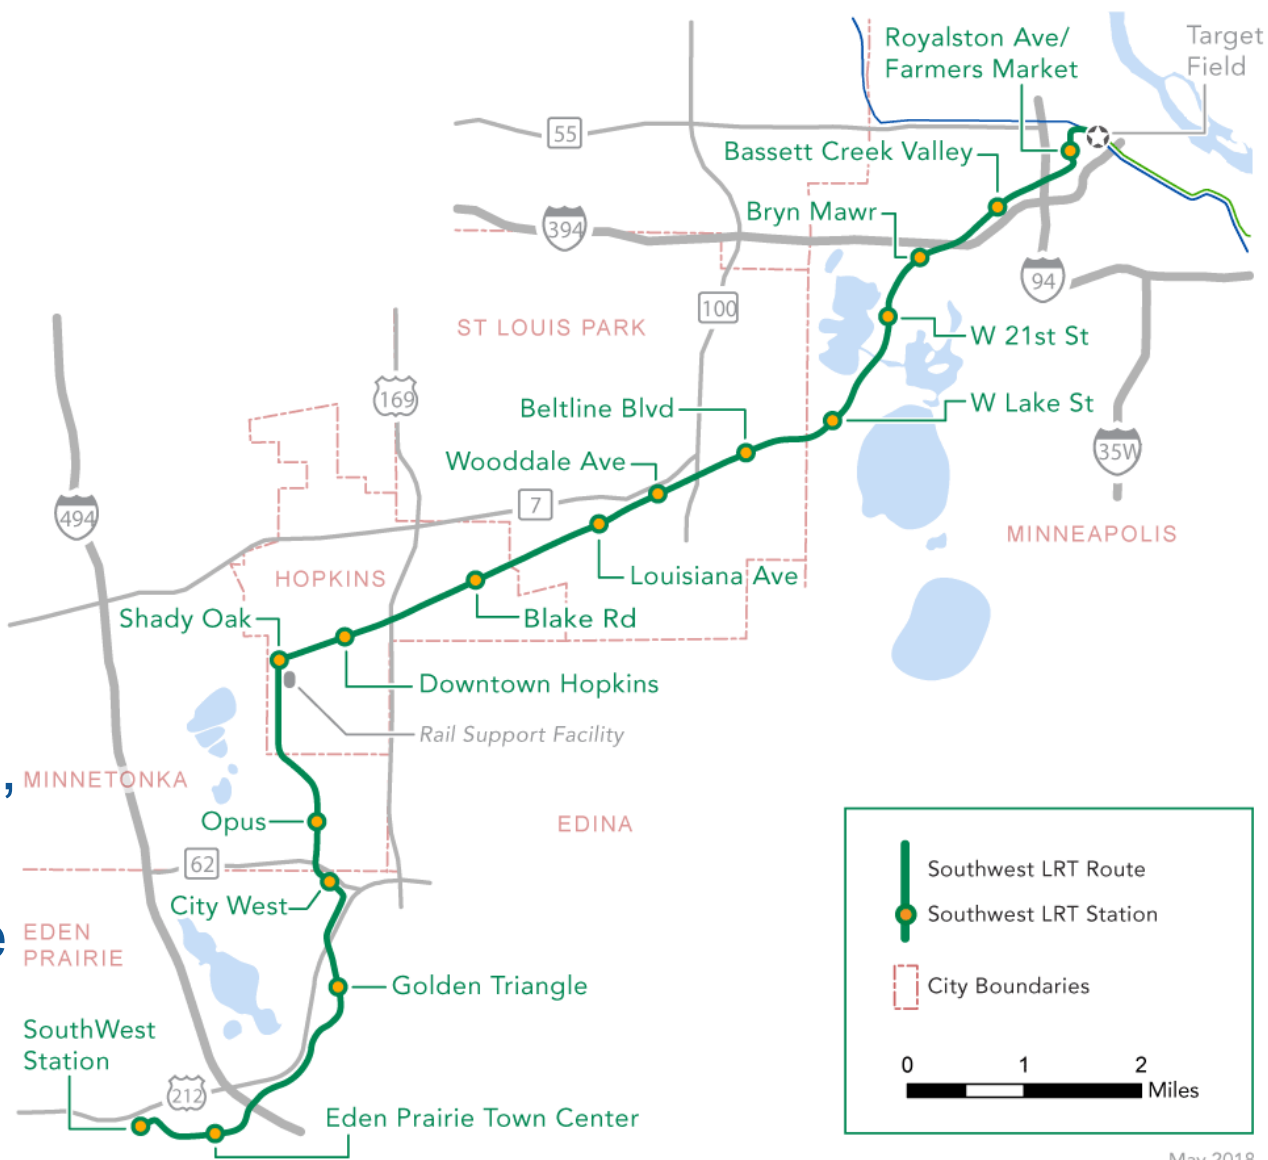 Royalston Ave/
Farmers Market
Target
Field
55
Bassett Creek Valley
Bryn Mawr
394
94
100
ST LOUIS PARK
W 21st St
169
Beltline Blvd
W Lake St
Wooddale Ave
35W
7
494
MINNEAPOLIS
HOPKINS
Louisiana Ave
Shady Oak
Blake Rd
Downtown Hopkins
Rail Support Facility
,
MINNETONKA
Opus
EDINA
62
City West
e
EDEN
PRAIRIE
Golden Triangle
SouthWest
Station
212
Eden Prairie Town Center
Southwest LRT Route
Southwest LRT Station
City Boundaries
0 1 2
Miles
May 2018